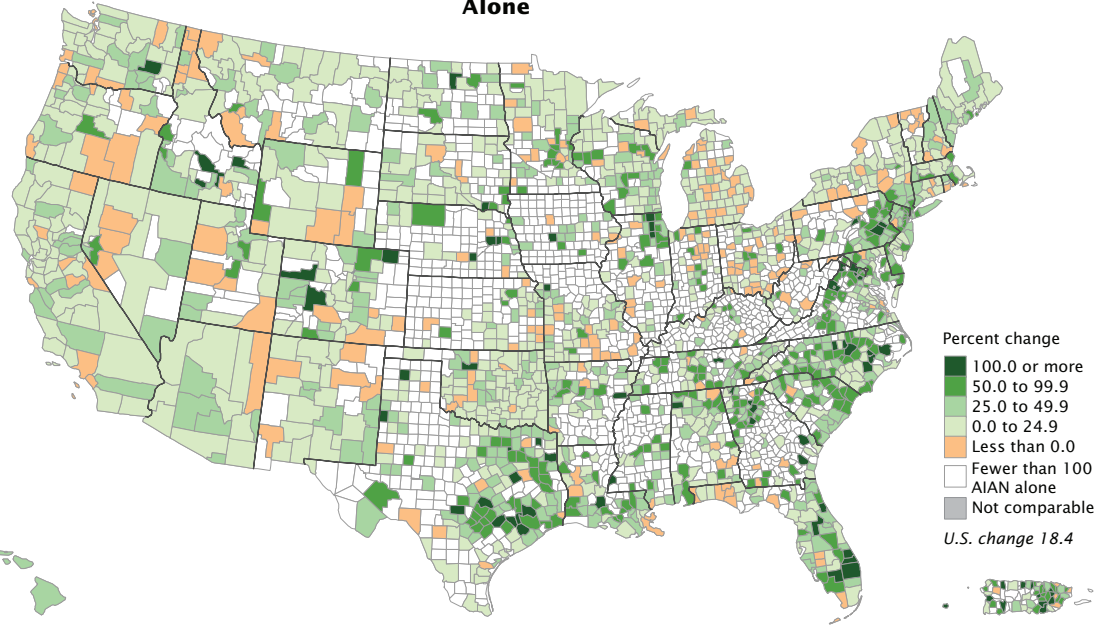 Alone
Percent change
100.0 or more
50.0 to 99.9
25.0 to 49.9
0.0 to 24.9
Less than 0.0
Fewer than 100
AIAN alone
Not comparable
U.S. change 18.4